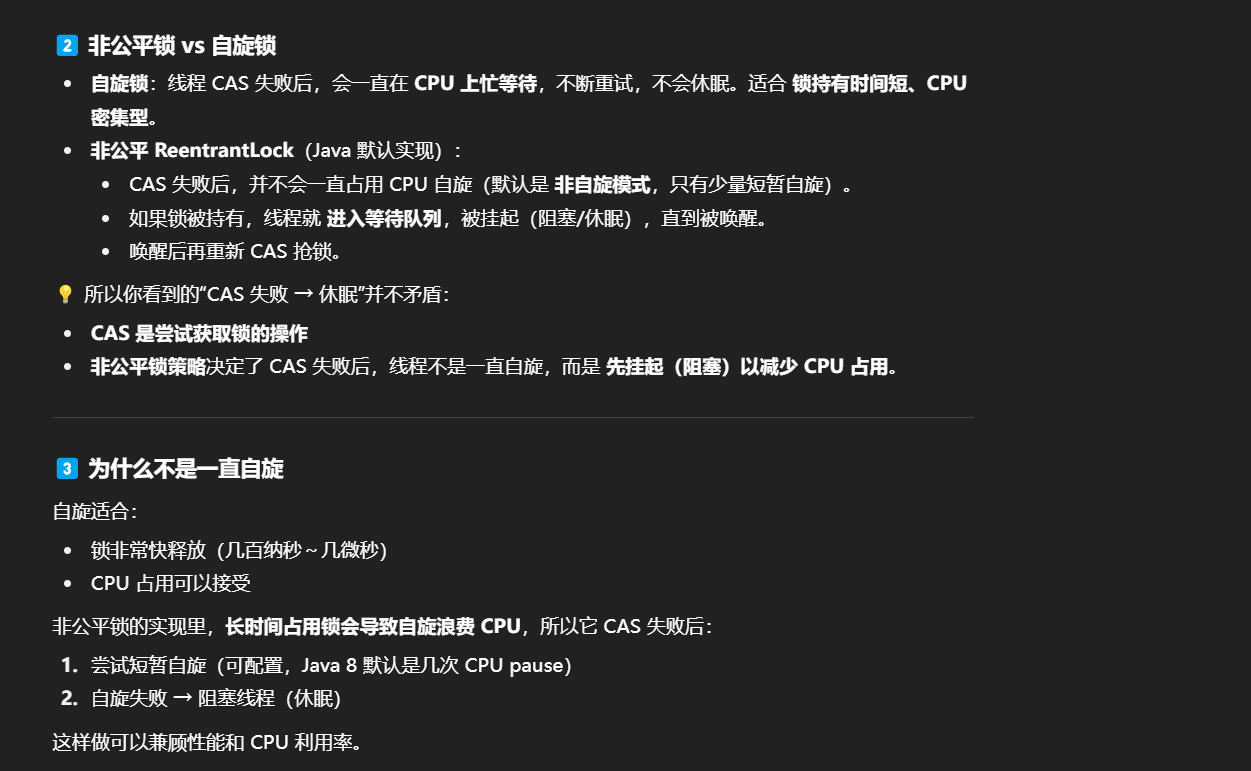 2 非公平锁 vs 自旋锁
• 自旋锁：线程 CAS 失败后，会一直在 CPU 上忙等待，不断重试，不会休眠。适合 锁持有时间短、CPU
密集型。
• 非公平 ReentrantLock（Java 默认实现）：
• CAS 失败后，并不会一直占用 CPU 自旋（默认是 非自旋模式，只有少量短暂自旋）。
• 如果锁被持有，线程就 进入等待队列，被挂起（阻塞/休眠），直到被唤醒。
• 唤醒后再重新 CAS 抢锁。
💡 所以你看到的“CAS 失败 → 休眠”并不矛盾：
• CAS 是尝试获取锁的操作
• 非公平锁策略决定了 CAS 失败后，线程不是一直自旋，而是 先挂起（阻塞）以减少 CPU 占用。
3 为什么不是一直自旋
自旋适合：
• 锁非常快释放（几百纳秒～几微秒）
• CPU 占用可以接受
非公平锁的实现里，长时间占用锁会导致自旋浪费 CPU，所以它 CAS 失败后：
1. 尝试短暂自旋（可配置，Java 8 默认是几次 CPU pause）
2. 自旋失败 → 阻塞线程（休眠）
这样做可以兼顾性能和 CPU 利用率。